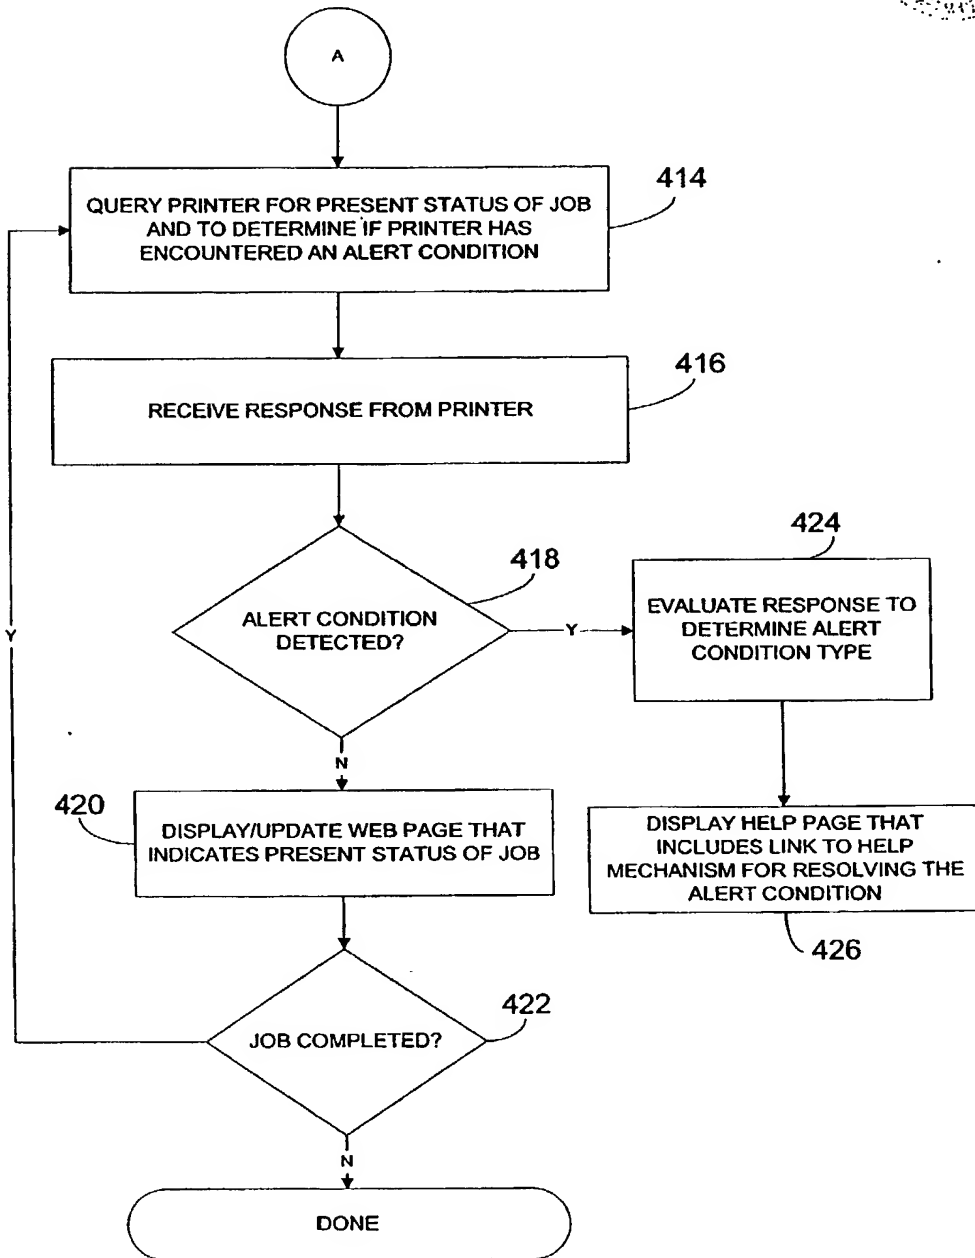 A
QUERY PRINTER FOR PRESENT STATUS OF JOB
AND TO DETERMINE IF PRINTER HAS
ENCOUNTERED AN ALERT CONDITION
414
RECEIVE RESPONSE FROM PRINTER
416
ALERT CONDITION
DETECTED?
418
Y
EVALUATE RESPONSE TO
DETERMINE ALERT
CONDITION TYPE
424
Y
N
DISPLAY/UPDATE WEB PAGE THAT
INDICATES PRESENT STATUS OF JOB
420
DISPLAY HELP PAGE THAT
INCLUDES LINK TO HELP
MECHANISM FOR RESOLVING THE
ALERT CONDITION
426
JOB COMPLETED?
422
N
DONE